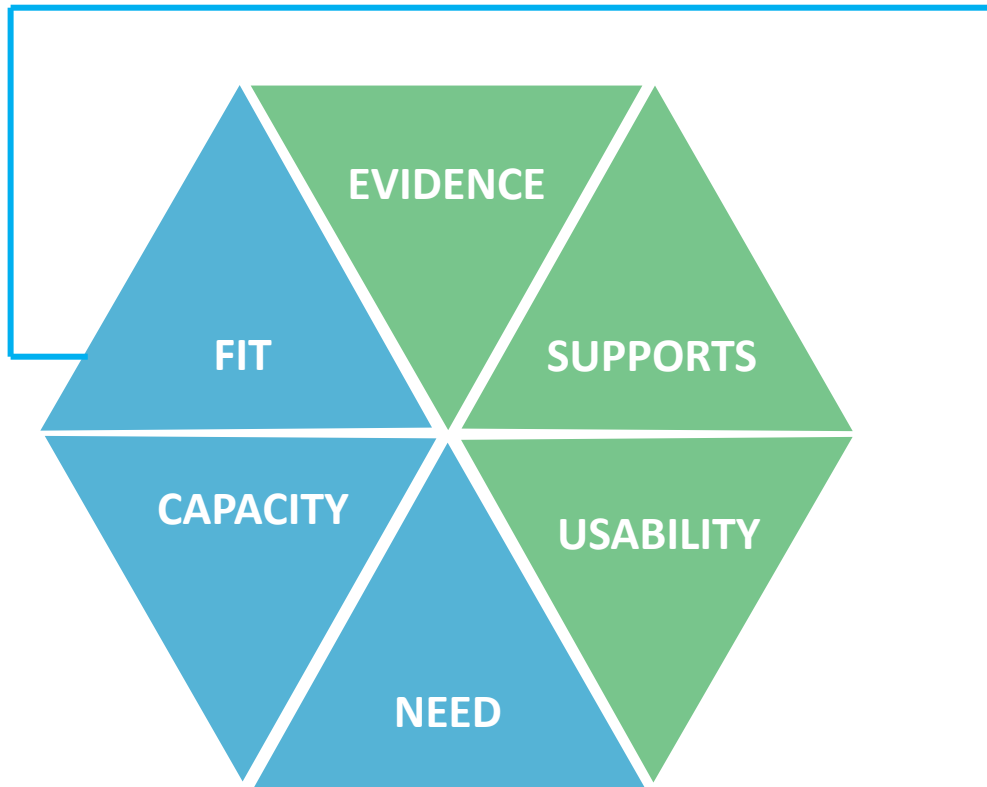 EVIDENCE
FIT
SUPPORTS
CAPACITY
USABILITY
NEED